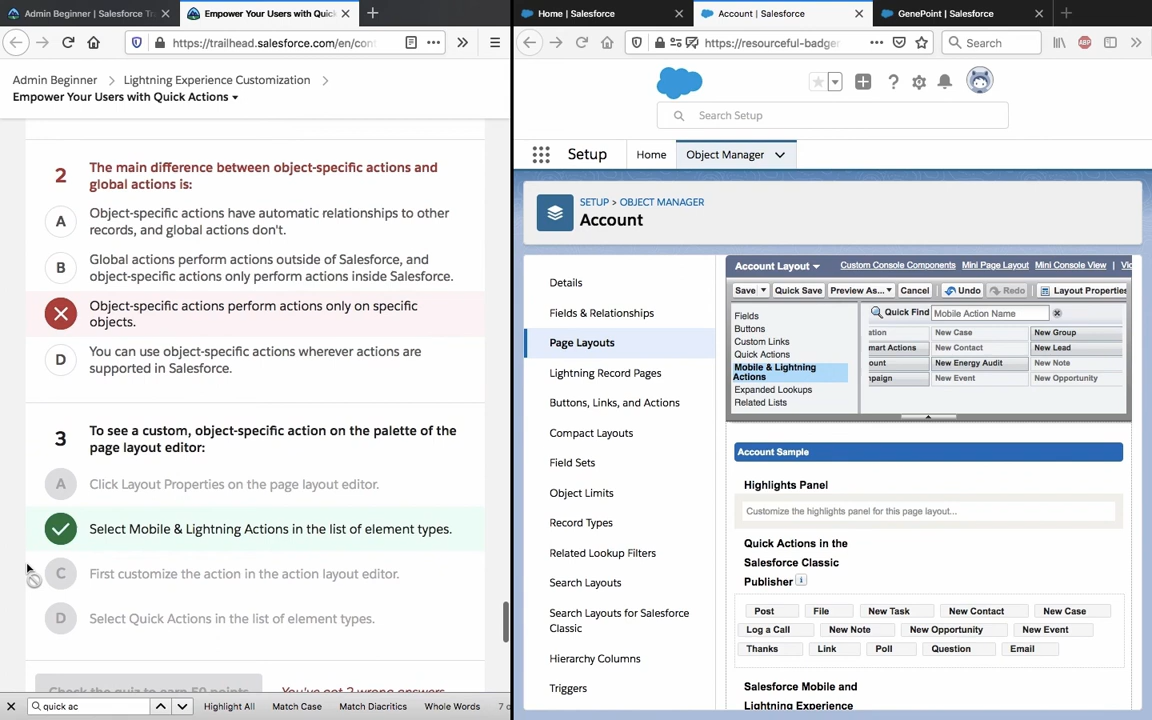 Admin Beginner | Salesforce Tr
Empower Your Users with Quick
https://trailhead.salesforce.com/en/con
Admin Beginner > Lightning Experience Customization >
Empower Your Users with Quick Actions
2 The main difference between object-specific actions and
global actions is:
A Object-specific actions have automatic relationships to other
records, and global actions don't.
B Global actions perform actions outside of Salesforce, and
object-specific actions only perform actions inside Salesforce.
Object-specific actions perform actions only on specific
objects.
D You can use object-specific actions wherever actions are
supported in Salesforce.
3 To see a custom, object-specific action on the palette of the
page layout editor:
A Click Layout Properties on the page layout editor.
Select Mobile & Lightning Actions in the list of element types.
C First customize the action in the action layout editor.
D Select Quick Actions in the list of element types.
Check the quiz to earn 50 points
You've got 2 wrong answers
quick ac
Highlight All Match Case Match Diacritics Whole Words 7 o
Home | Salesforce
Account | Salesforce
GenePoint | Salesforce
https://resourceful-badger
Search
ABP
Search Setup
Setup Home Object Manager
SETUP > OBJECT MANAGER
Account
Details
Fields & Relationships
Page Layouts
Lightning Record Pages
Buttons, Links, and Actions
Compact Layouts
Field Sets
Object Limits
Record Types
Related Lookup Filters
Search Layouts
Search Layouts for Salesforce
Classic
Hierarchy Columns
Triggers
Account Layout Custom Console Components Mini Page Layout Mini Console View | Vic
Save Quick Save Preview As... Cancel Undo Redo Layout Properties
Fields
Buttons
Custom Links
Quick Actions
Mobile & Lightning
Actions
Expanded Lookups
Related Lists
Quick Find Mobile Action Name
ation New Case New Group
mart Actions New Contact New Lead
ount New Energy Audit New Note
npaign New Event New Opportunity
Account Sample
Highlights Panel
Customize the highlights panel for this page layout...
Quick Actions in the
Salesforce Classic
Publisher i
Post File New Task New Contact New Case
Log a Call New Note New Opportunity New Event
Thanks Link Poll Question Email
Salesforce Mobile and
Lightning Experience